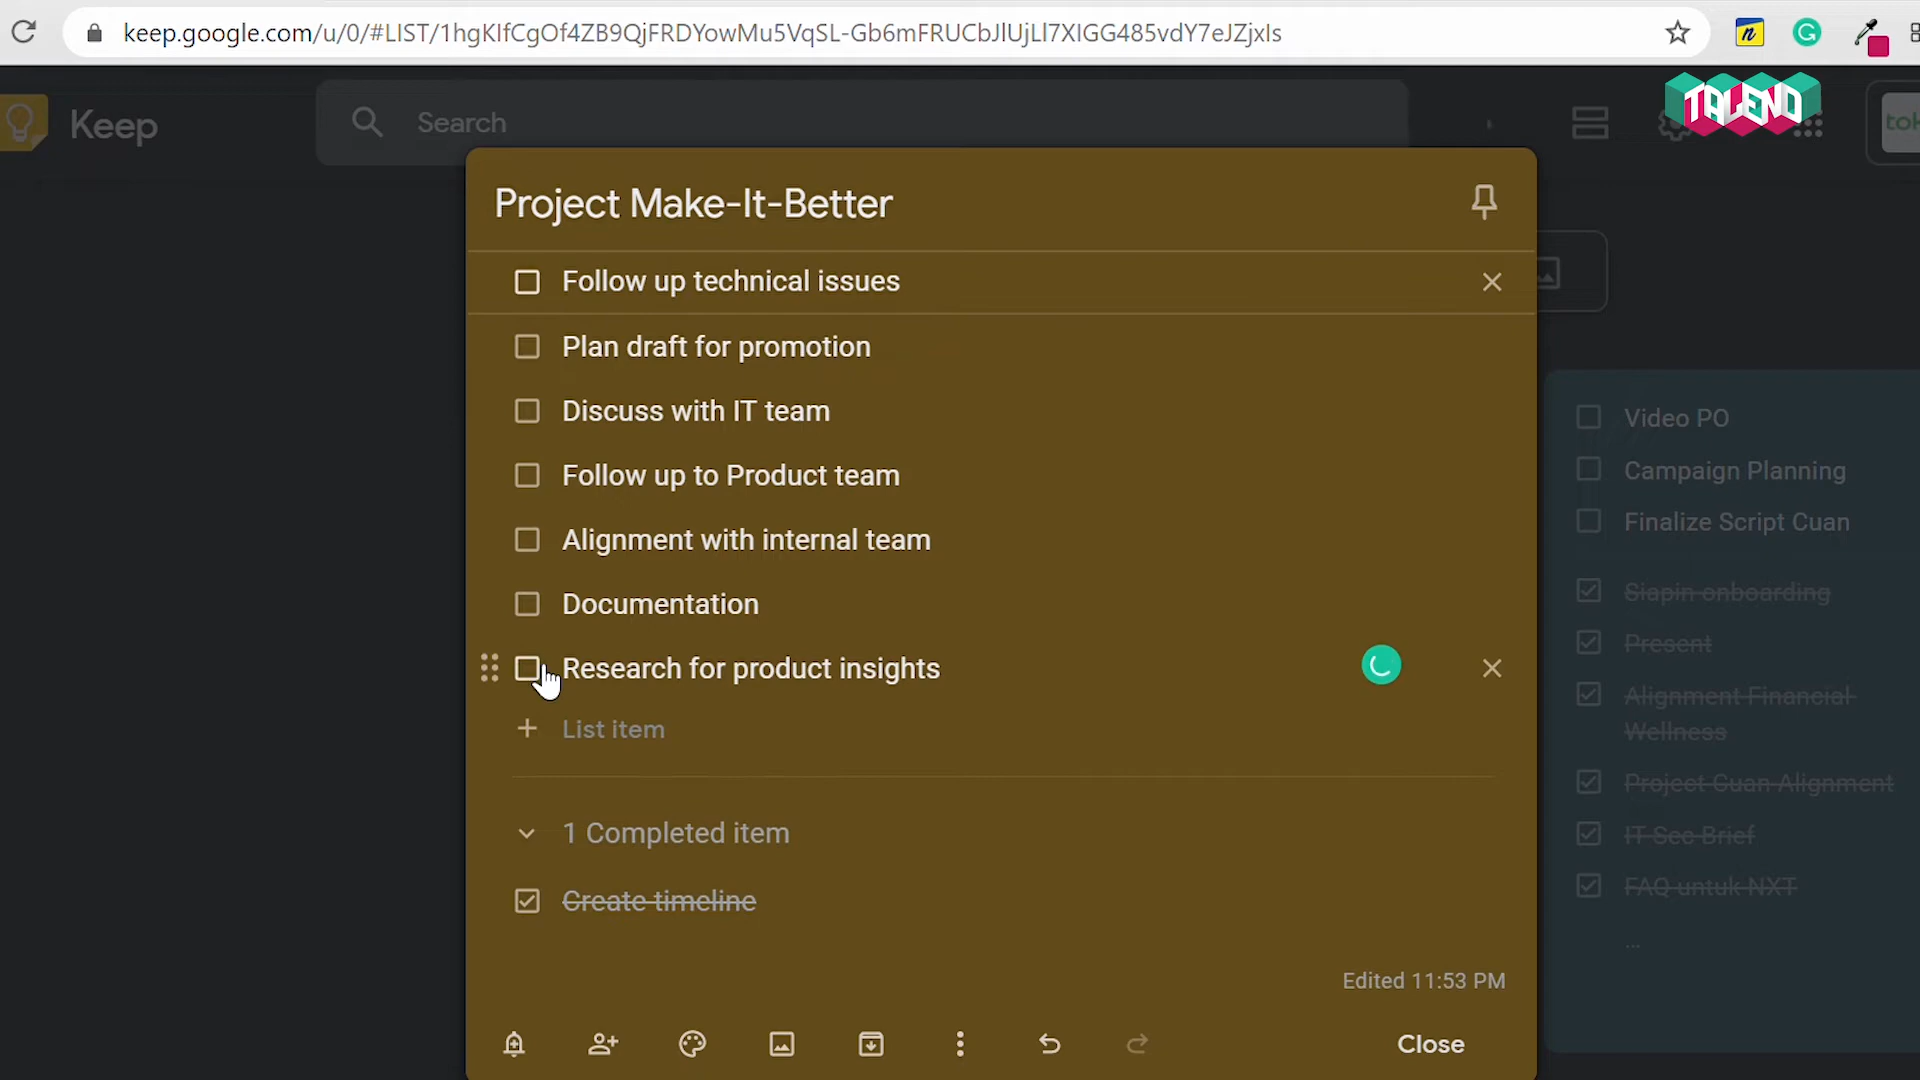 keep.google.com/u/0/#LIST/1hgKIfCgOf4ZB9QjFRDYowMu5VqSL-Gb6mFRUCbJlUjLl7XIGG485vdY7eJZjxIs
n
G
Keep
Search
TALEND
tok
Project Make-It-Better
Follow up technical issues
Plan draft for promotion
Discuss with IT team
Follow up to Product team
Alignment with internal team
Documentation
Research for product insights
+ List item
1 Completed item
Create timeline
Edited 11:53 PM
Close
Video PO
Campaign Planning
Finalize Script Cuan
Siapin onboarding
Present
Alignment Financial
Wellness
Project Cuan Alignment
IT Sec Brief
FAQ untuk NXT
...